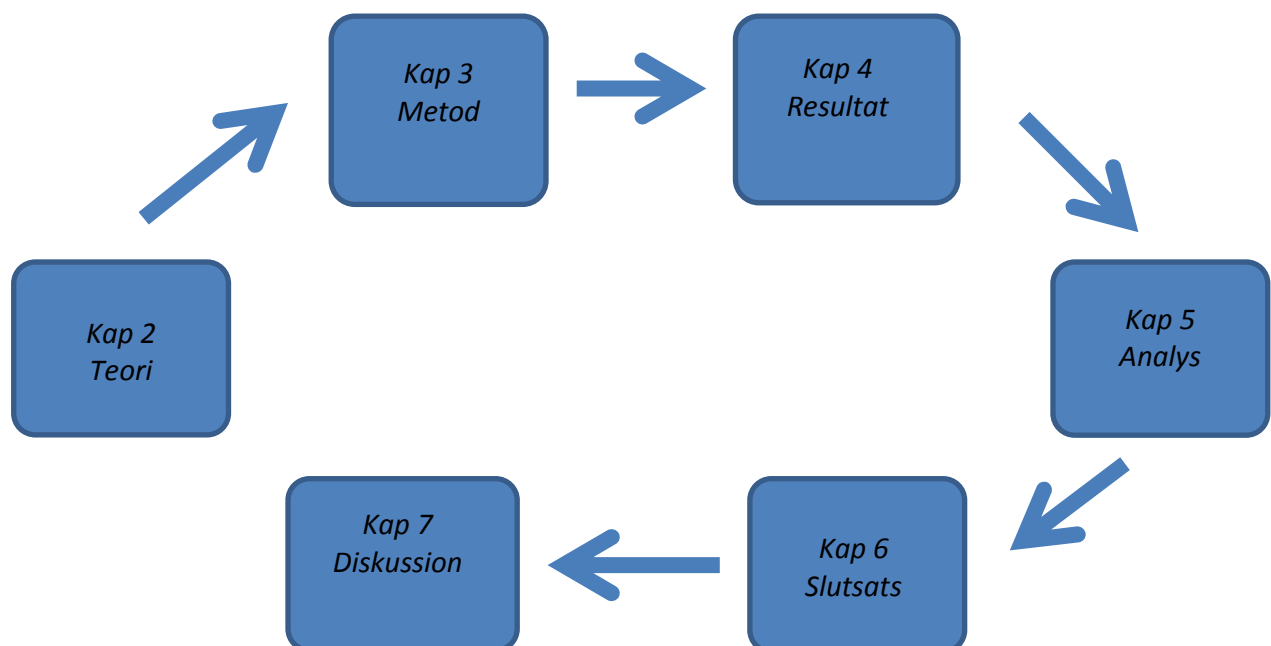 Kap 3
Metod
Kap 4
Resultat
Kap 2
Teori
Kap 5
Analys
Kap 7
Diskussion
Kap 6
Slutsats